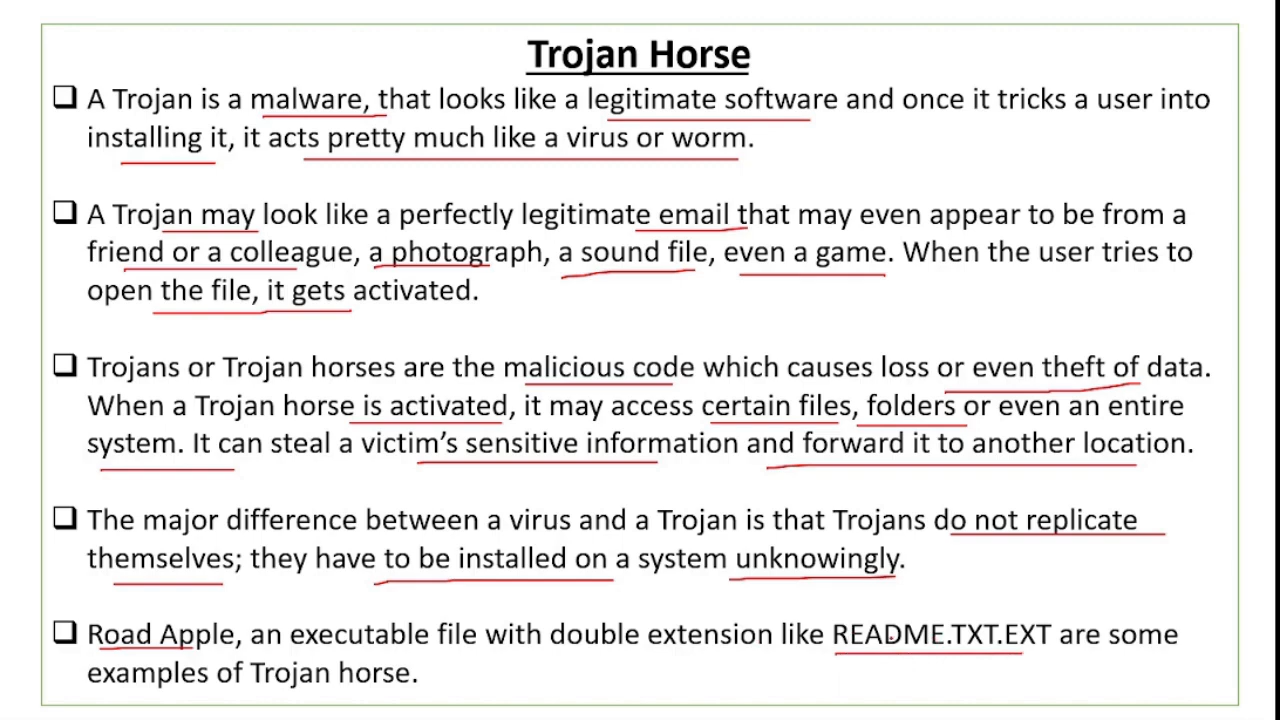 Trojan Horse
A Trojan is a malware, that looks like a legitimate software and once it tricks a user into
installing it, it acts pretty much like a virus or worm.
A Trojan may look like a perfectly legitimate email that may even appear to be from a
friend or a colleague, a photograph, a sound file, even a game. When the user tries to
open the file, it gets activated.
Trojans or Trojan horses are the malicious code which causes loss or even theft of data.
When a Trojan horse is activated, it may access certain files, folders or even an entire
system. It can steal a victim’s sensitive information and forward it to another location.
The major difference between a virus and a Trojan is that Trojans do not replicate
themselves; they have to be installed on a system unknowingly.
Road Apple, an executable file with double extension like README.TXT.EXT are some
examples of Trojan horse.